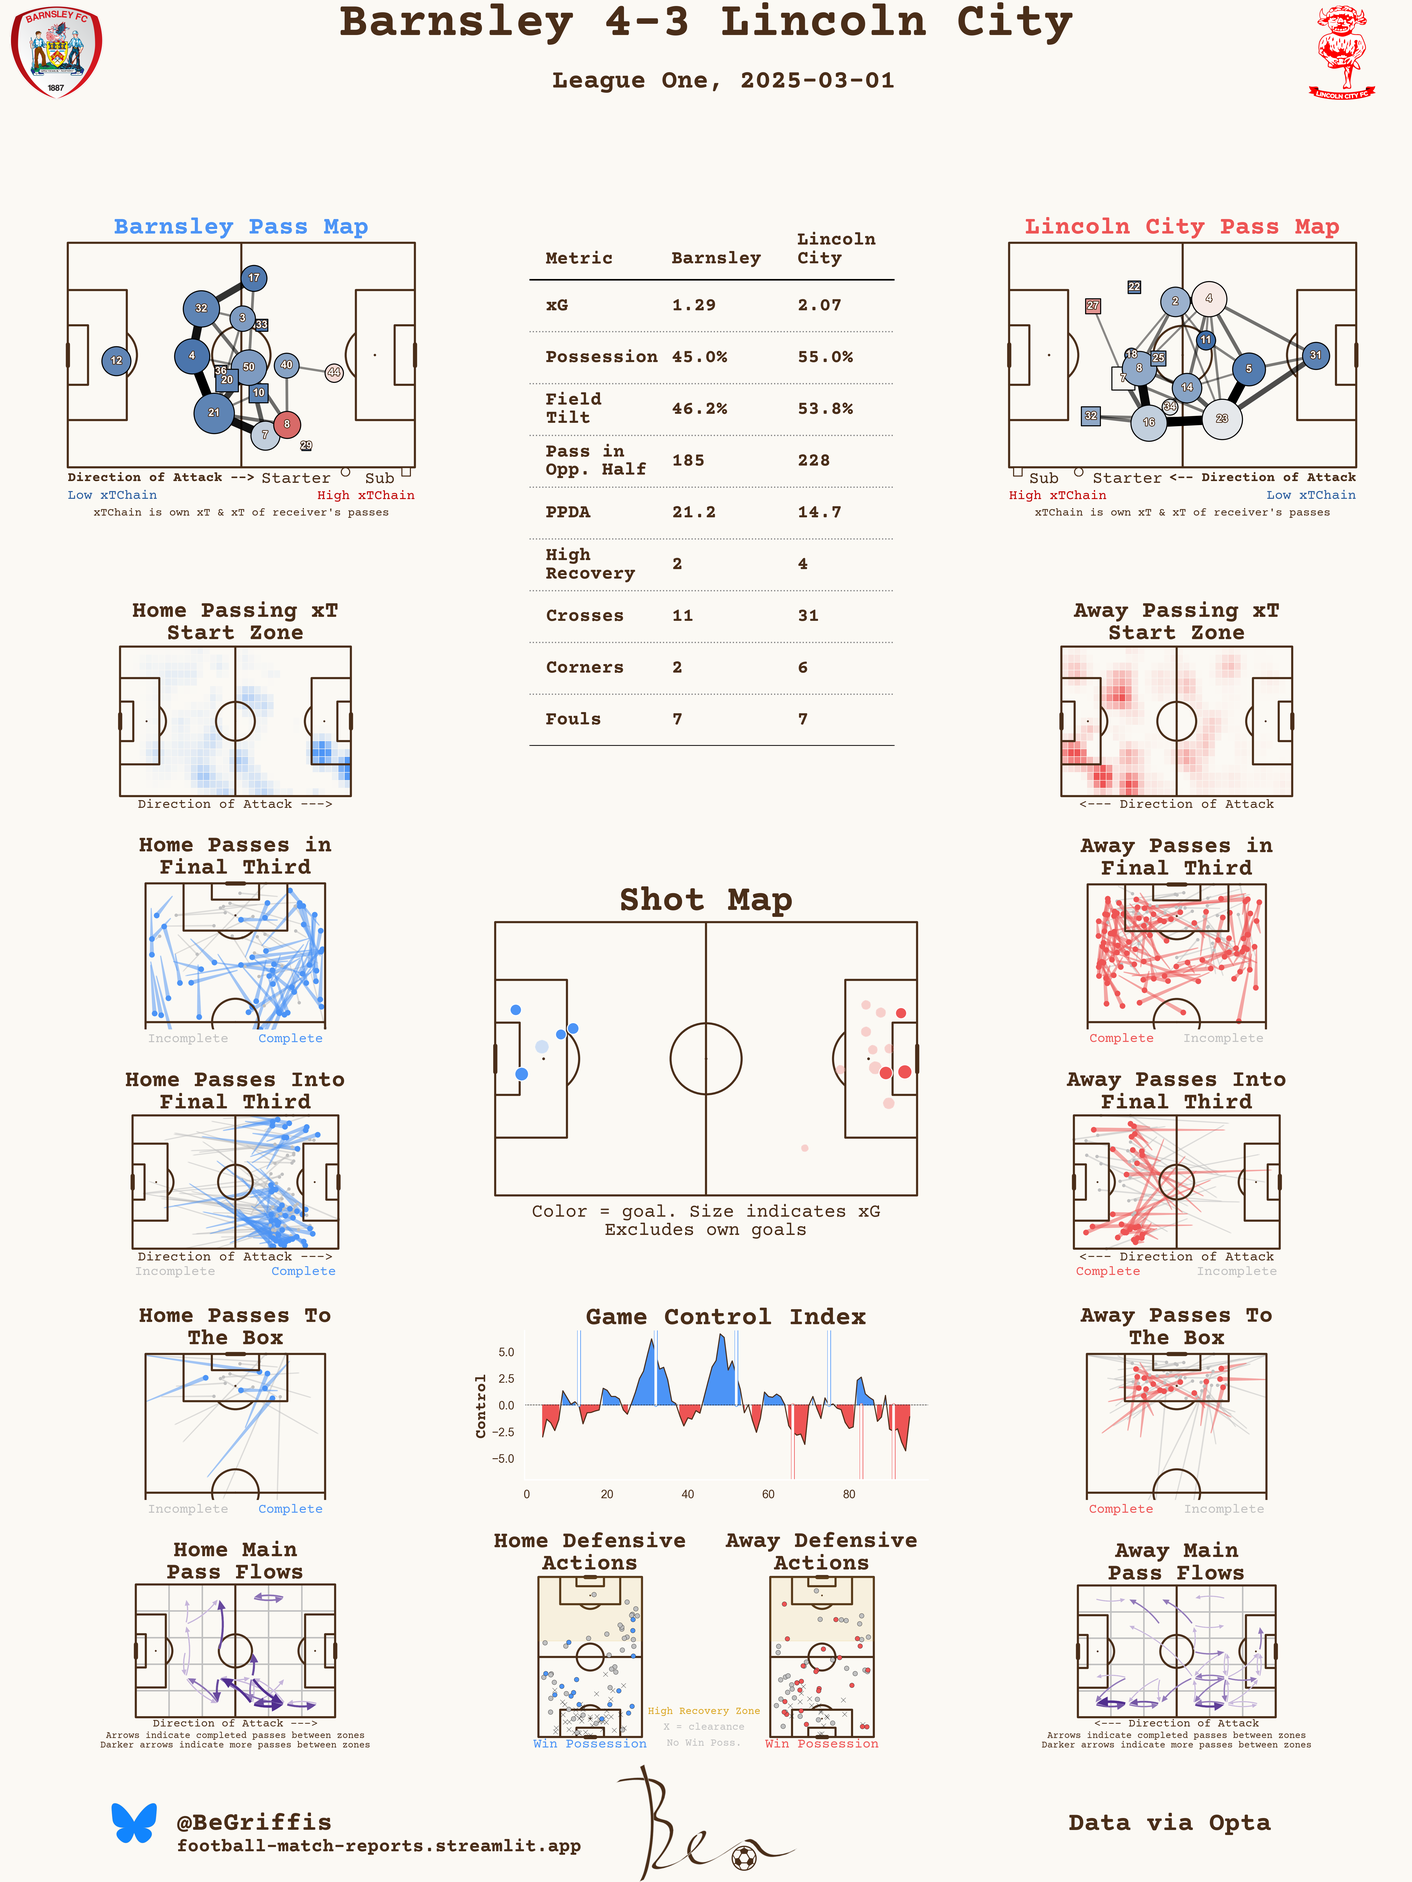 Barnsley 4-3 Lincoln City
League One, 2025-03-01
BARNSLEY FC
1887
LINCOLN CITY FC
Barnsley Pass Map
17
32
3
33
4
12
50
40
36
20
44
10
21
8
7
29
Direction of Attack --> Starter Sub
Low xTChain High xTChain
xTChain is own xT & xT of receiver's passes
Metric Barnsley Lincoln City
xG 1.29 2.07
Possession 45.0% 55.0%
Field Tilt 46.2% 53.8%
Pass in Opp. Half 185 228
PPDA 21.2 14.7
High Recovery 2 4
Crosses 11 31
Corners 2 6
Fouls 7 7
Lincoln City Pass Map
22
27
2
4
11
18
25
31
8
5
7
14
34
32
16
23
Sub Starter <-- Direction of Attack
High xTChain Low xTChain
xTChain is own xT & xT of receiver's passes
Home Passing xT
Start Zone
Direction of Attack --->
Away Passing xT
Start Zone
<--- Direction of Attack
Home Passes in
Final Third
Incomplete Complete
Away Passes in
Final Third
Complete Incomplete
Shot Map
Color = goal. Size indicates xG
Excludes own goals
Home Passes Into
Final Third
Direction of Attack --->
Incomplete Complete
Away Passes Into
Final Third
<--- Direction of Attack
Complete Incomplete
Home Passes To
The Box
Incomplete Complete
Game Control Index
Control
5.0
2.5
0.0
−2.5
−5.0
0 20 40 60 80
Away Passes To
The Box
Complete Incomplete
Home Main
Pass Flows
Direction of Attack --->
Arrows indicate completed passes between zones
Darker arrows indicate more passes between zones
Home Defensive
Actions
Win Possession
High Recovery Zone
X = clearance
No Win Poss.
Away Defensive
Actions
Win Possession
Away Main
Pass Flows
<--- Direction of Attack
Arrows indicate completed passes between zones
Darker arrows indicate more passes between zones
@BeGriffis
football-match-reports.streamlit.app
Ben
Data via Opta